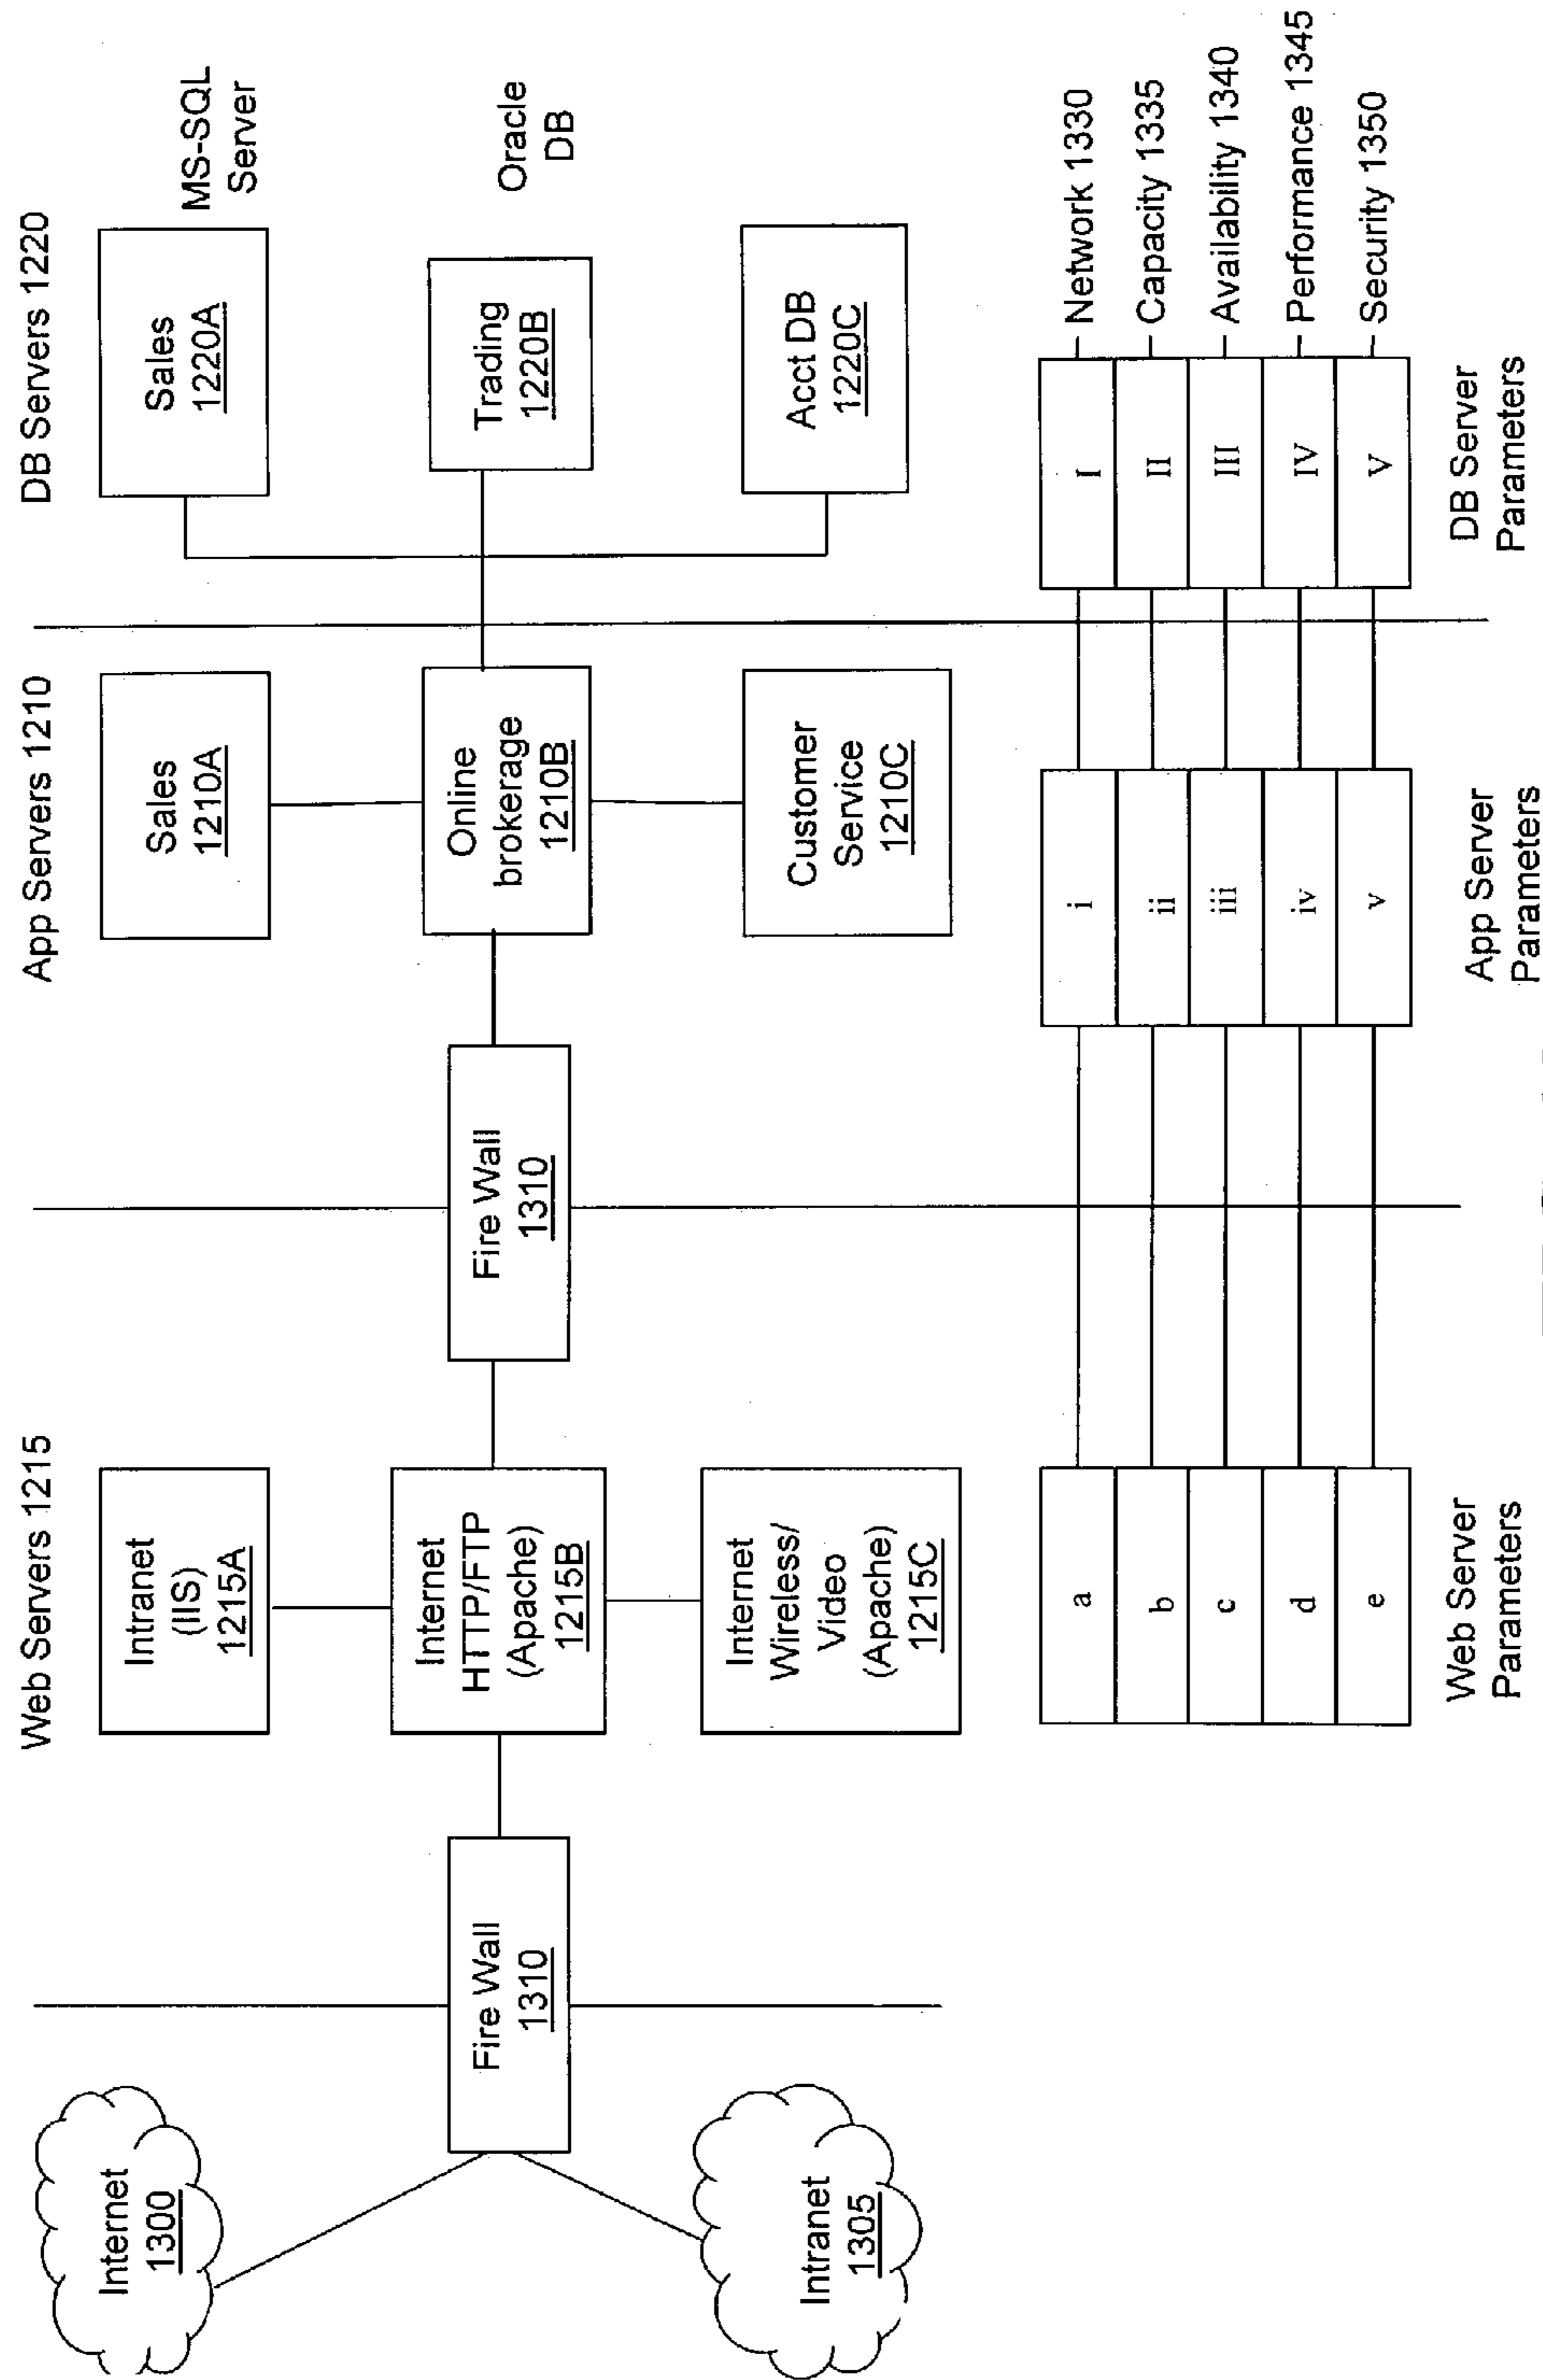 Web Servers 1215
App Servers 1210
DB Servers 1220
Internet
1300
Intranet
1305
Fire Wall
1310
Intranet
(IIS)
1215A
Internet
HTTP/FTP
(Apache)
1215B
Internet
Wireless/
Video
(Apache)
1215C
Fire Wall
1310
Sales
1210A
Online
brokerage
1210B
Customer
Service
1210C
Sales
1220A
MS-SQL
Server
Trading
1220B
Oracle
DB
Acct DB
1220C
a
i
I
Network 1330
b
ii
II
Capacity 1335
c
iii
III
Availability 1340
d
iv
IV
Performance 1345
e
v
V
Security 1350
Web Server
Parameters
App Server
Parameters
DB Server
Parameters